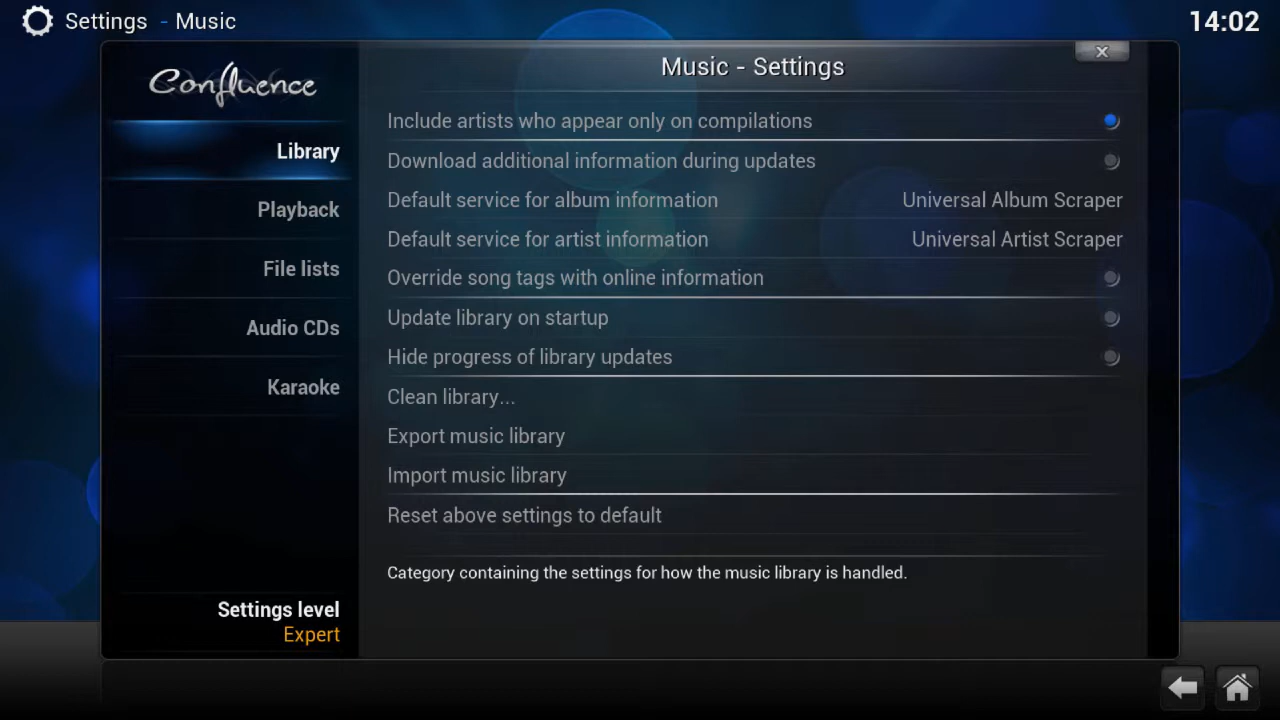 Settings - Music
14:02
Confluence
Music - Settings
Library
Playback
File lists
Audio CDs
Karaoke
Settings level
Expert
Include artists who appear only on compilations
Download additional information during updates
Default service for album information Universal Album Scraper
Default service for artist information Universal Artist Scraper
Override song tags with online information
Update library on startup
Hide progress of library updates
Clean library...
Export music library
Import music library
Reset above settings to default
Category containing the settings for how the music library is handled.